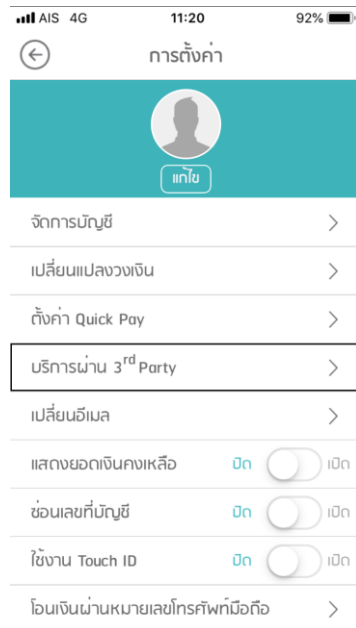 AIS 4G 11:20 92%
การตั้งค่า
แก้ไข
จัดการบัญชี
เปลี่ยนแปลงวงเงิน
ตั้งค่า Quick Pay
บริการผ่าน 3rd Party
เปลี่ยนอีเมล
แสดงยอดเงินคงเหลือ ปิด เปิด
ซ่อนเลขที่บัญชี ปิด เปิด
ใช้งาน Touch ID ปิด เปิด
โอนเงินผ่านหมายเลขโทรศัพท์มือถือ